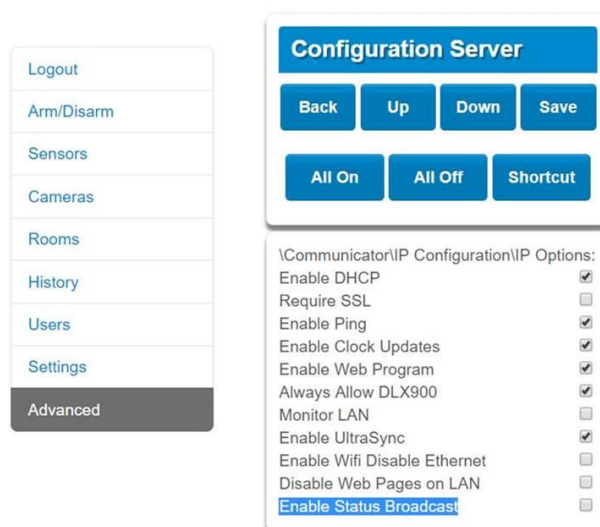 Logout
Arm/Disarm
Sensors
Cameras
Rooms
History
Users
Settings
Advanced
Configuration Server
Back Up Down Save
All On All Off Shortcut
\Communicator\IP Configuration\IP Options:
Enable DHCP
Require SSL
Enable Ping
Enable Clock Updates
Enable Web Program
Always Allow DLX900
Monitor LAN
Enable UltraSync
Enable Wifi Disable Ethernet
Disable Web Pages on LAN
Enable Status Broadcast